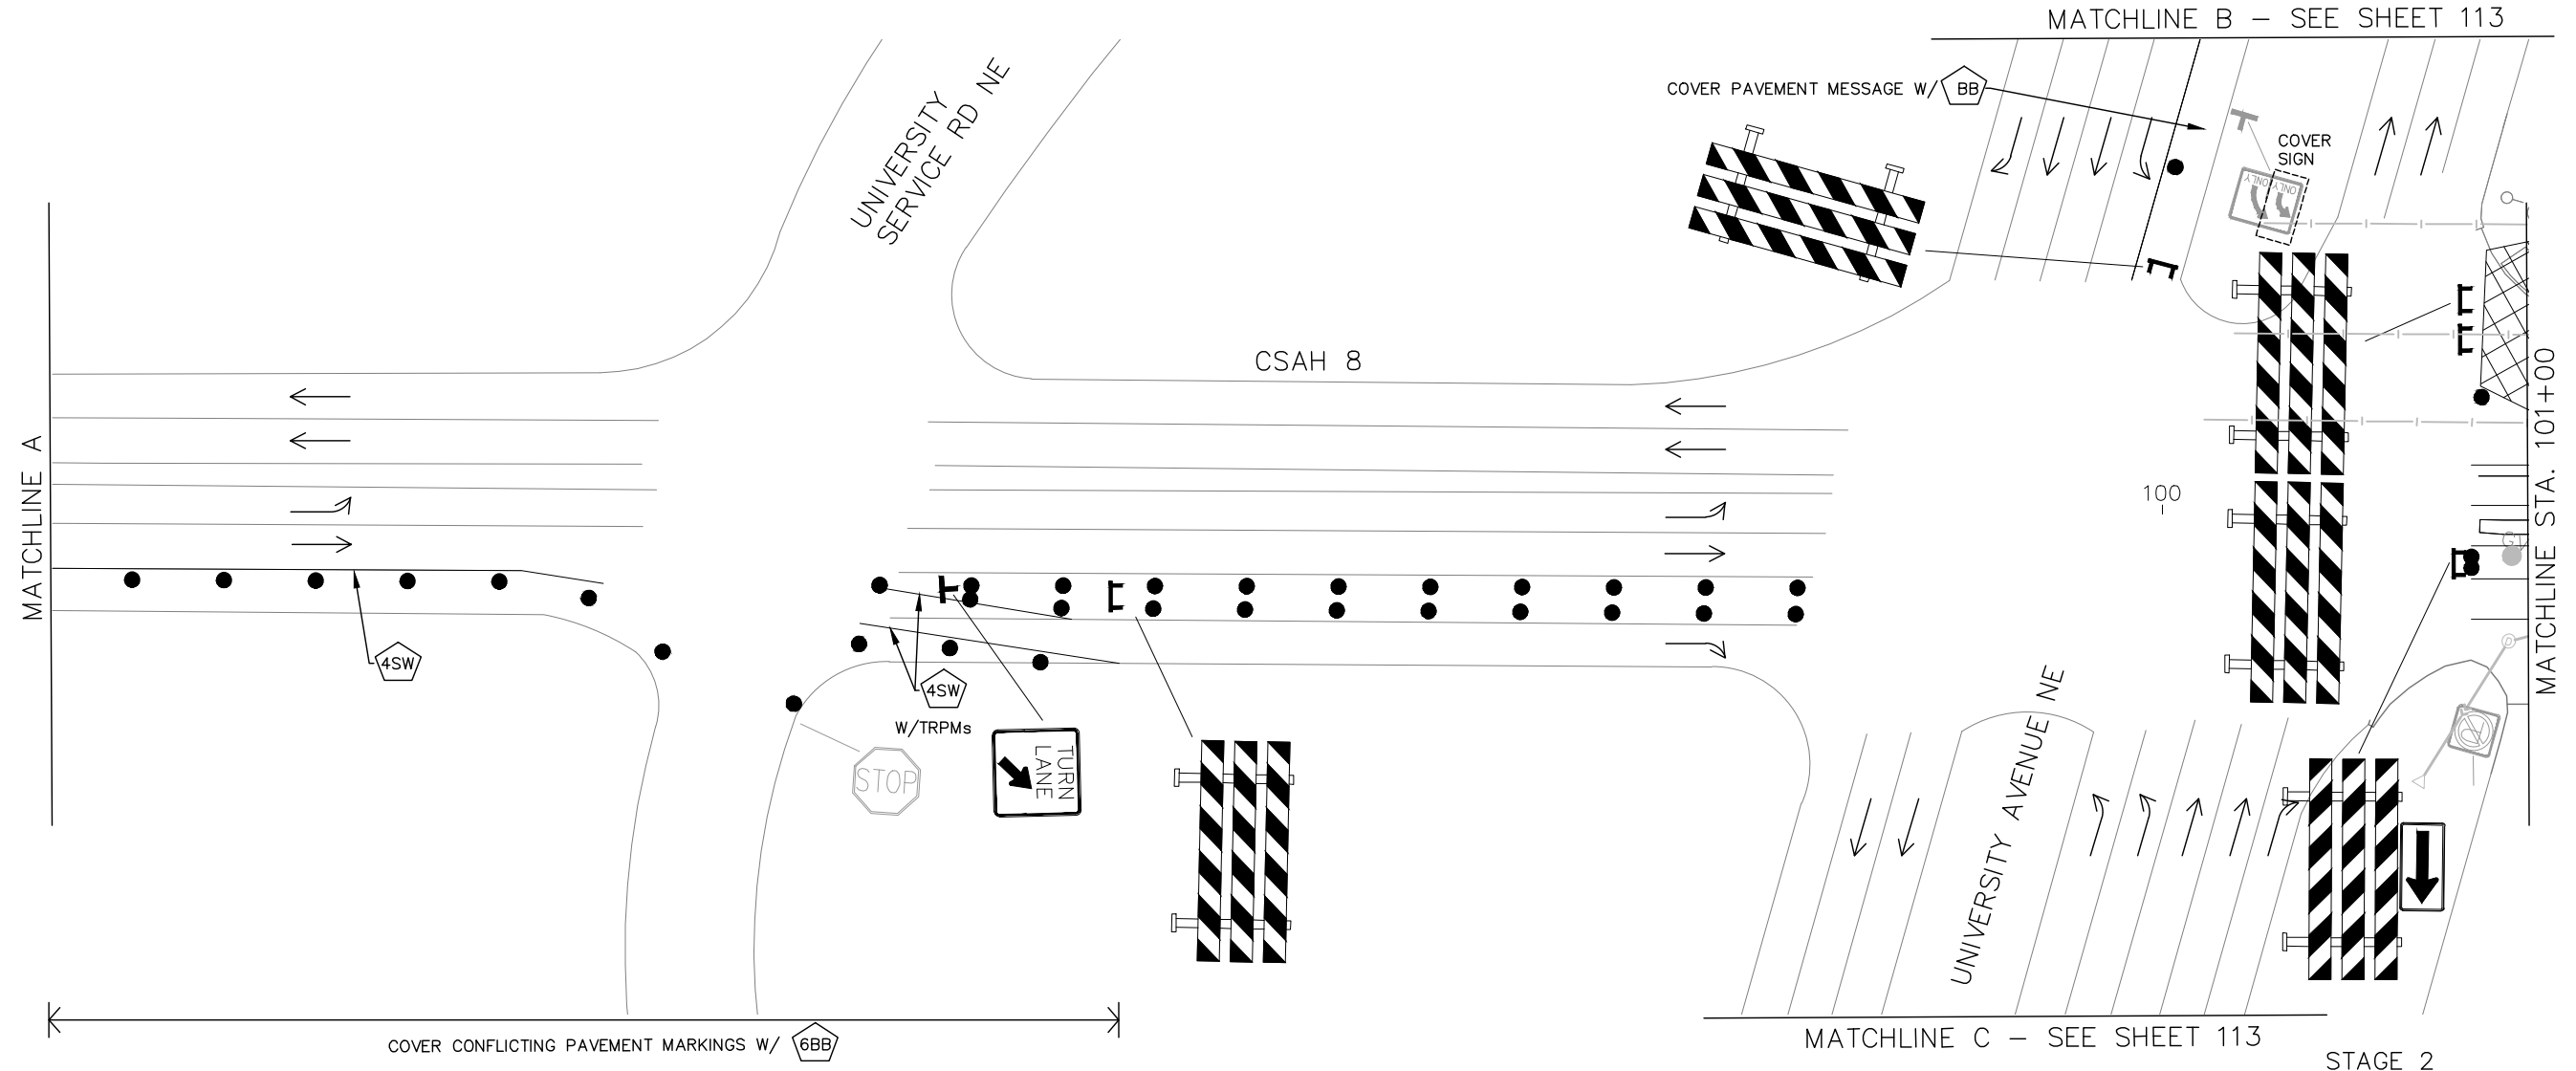 MATCHLINE B - SEE SHEET 113
COVER PAVEMENT MESSAGE W/ BB
UNIVERSITY
SERVICE RD NE
COVER
SIGN
ONLY ONLY
CSAH 8
MATCHLINE A
100
MATCHLINE STA. 101+00
4SW
4SW
W/TRPMs
STOP
TURN
LANE
UNIVERSITY AVENUE NE
COVER CONFLICTING PAVEMENT MARKINGS W/ 6BB
MATCHLINE C - SEE SHEET 113
STAGE 2